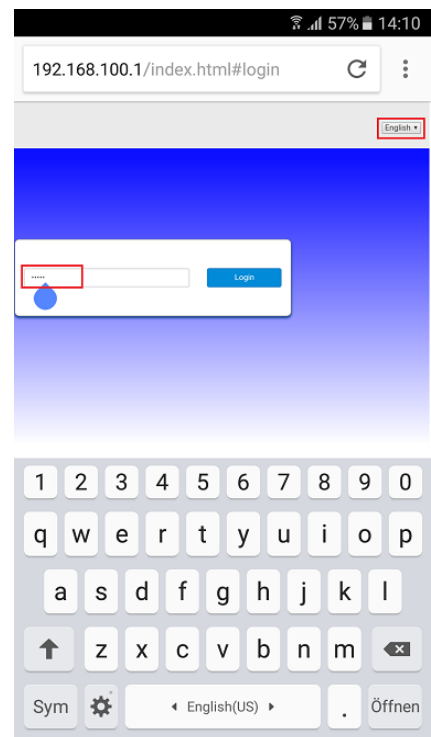 57% 14:10
192.168.100.1/index.html#login
English
·····
Login
1 2 3 4 5 6 7 8 9 0
q w e r t y u i o p
a s d f g h j k l
z x c v b n m
Sym English(US) . Öffnen